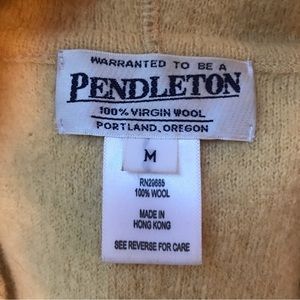 WARRANTED TO BE A
PENDLETON
100% VIRGIN WOOL
PORTLAND, OREGON
M
RN29685
100% WOOL
MADE IN
HONG KONG
SEE REVERSE FOR CARE